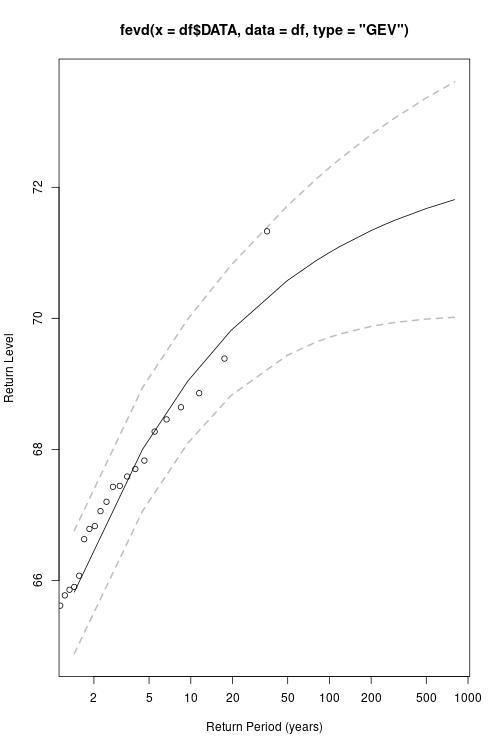 fevd(x = df$DATA, data = df, type = "GEV")
Return Level
72
70
68
66
2 5 10 20 50 100 200 500 1000
Return Period (years)